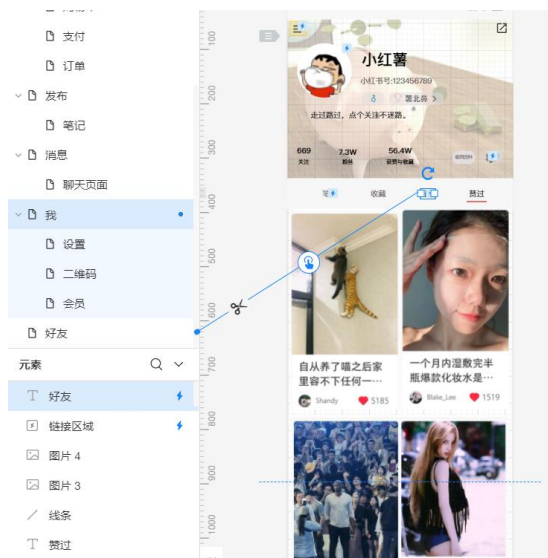 支付
订单
发布
笔记
消息
聊天页面
我
设置
二维码
会员
好友
元素
好友
链接区域
图片 4
图片 3
线条
赞过
100
200
300
400
500
600
700
800
900
1000
小红薯
小红书号:123456789
薯北鼻 >
走过路过，点个关注不迷路。
669
关注
7.3W
粉丝
56.4W
获赞与收藏
编辑资料
笔
收藏
赞过
自从养了喵之后家
里容不下任何一…
Shandy
5185
一个月内湿敷完半
瓶爆款化妆水是…
Blake_Lee
1519